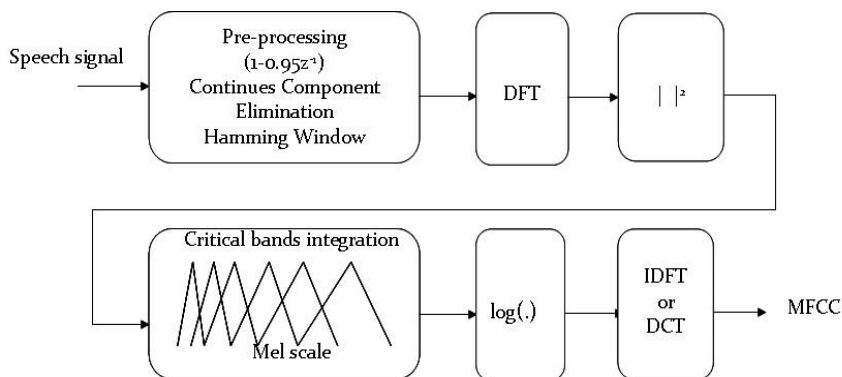 Speech signal
Pre-processing
(1-0.95z⁻¹)
Continues Component
Elimination
Hamming Window
DFT
| |²
Critical bands integration
Mel scale
log(.)
IDFT
or
DCT
MFCC